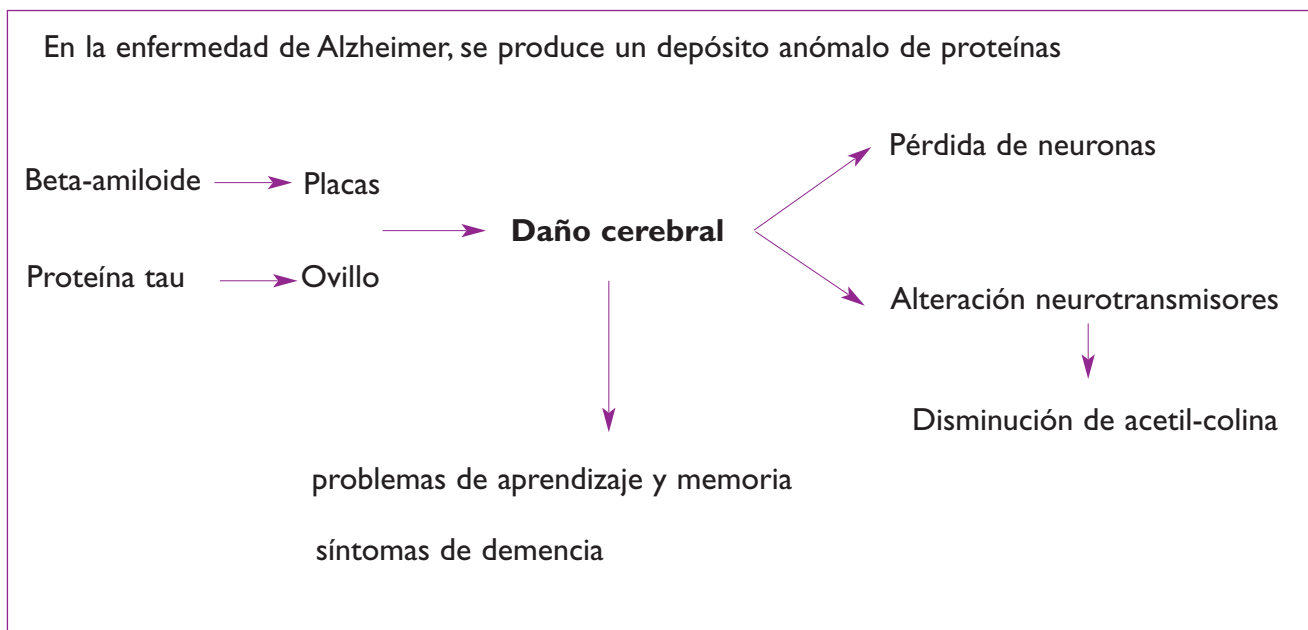 En la enfermedad de Alzheimer, se produce un depósito anómalo de proteínas
Pérdida de neuronas
Beta-amiloide
Placas
Daño cerebral
Proteína tau
Ovillo
Alteración neurotransmisores
Disminución de acetil-colina
problemas de aprendizaje y memoria
síntomas de demencia